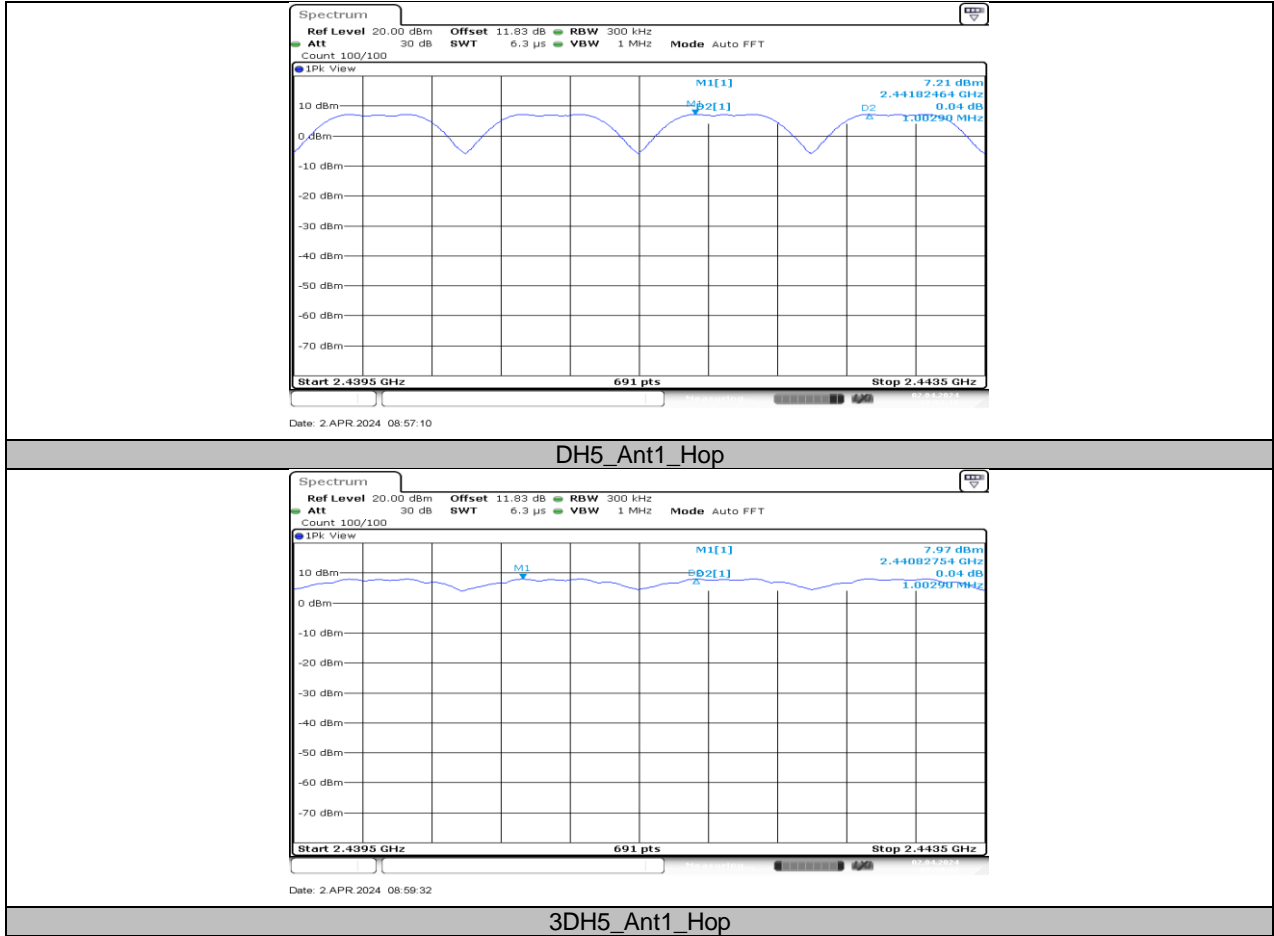 Spectrum
Ref Level 20.00 dBm Offset 11.83 dB RBW 300 kHz
Att 30 dB SWT 6.3 µs VBW 1 MHz Mode Auto FFT
Count 100/100
1Pk View
M1[1] 7.21 dBm
2.44182464 GHz
10 dBm M1 D2[1] D2 0.04 dB
1.00290 MHz
0 dBm
-10 dBm
-20 dBm
-30 dBm
-40 dBm
-50 dBm
-60 dBm
-70 dBm
Start 2.4395 GHz 691 pts Stop 2.4435 GHz
Date: 2.APR.2024 08:57:10
DH5_Ant1_Hop
Spectrum
Ref Level 20.00 dBm Offset 11.83 dB RBW 300 kHz
Att 30 dB SWT 6.3 µs VBW 1 MHz Mode Auto FFT
Count 100/100
1Pk View
M1[1] 7.97 dBm
2.44082754 GHz
10 dBm M1 D2[1] 0.04 dB
1.00290 MHz
0 dBm
-10 dBm
-20 dBm
-30 dBm
-40 dBm
-50 dBm
-60 dBm
-70 dBm
Start 2.4395 GHz 691 pts Stop 2.4435 GHz
Date: 2.APR.2024 08:59:32
3DH5_Ant1_Hop